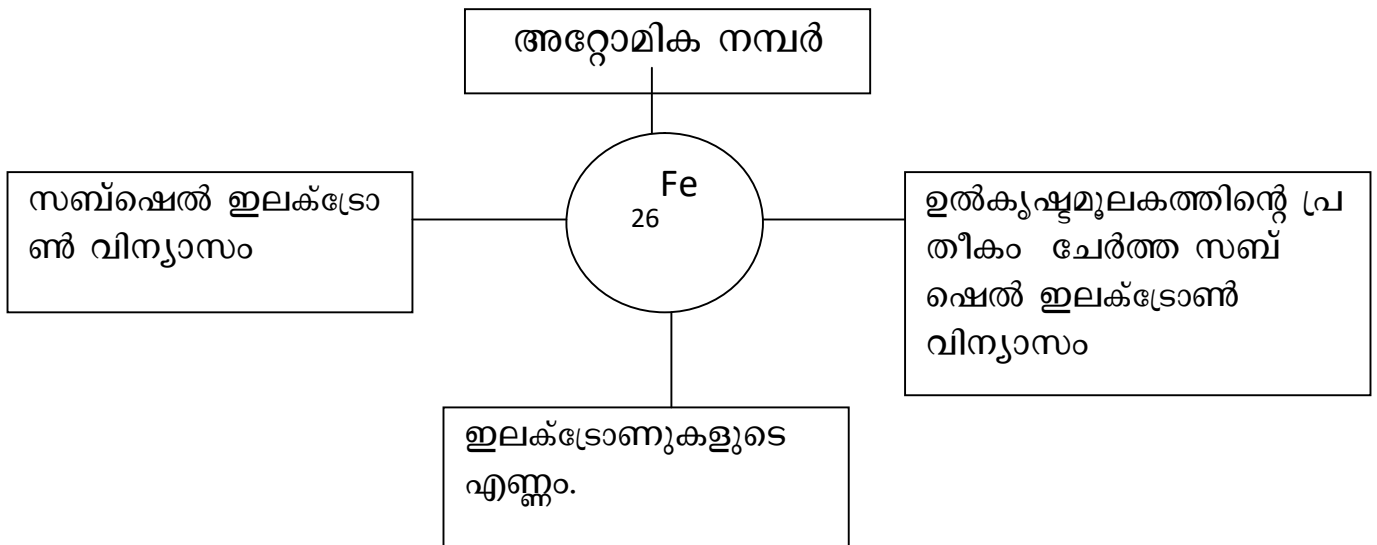 അറ്റോമിക നമ്പർ
Fe
26
സബ്ഷെൽ ഇലക്ട്രോ
ൺ വിന്യാസം
ഉൽകൃഷ്ടമൂലകത്തിന്റെ പ്ര
തീകം ചേർത്ത സബ്
ഷെൽ ഇലക്ട്രോൺ
വിന്യാസം
ഇലക്ട്രോണുകളുടെ
എണ്ണം.